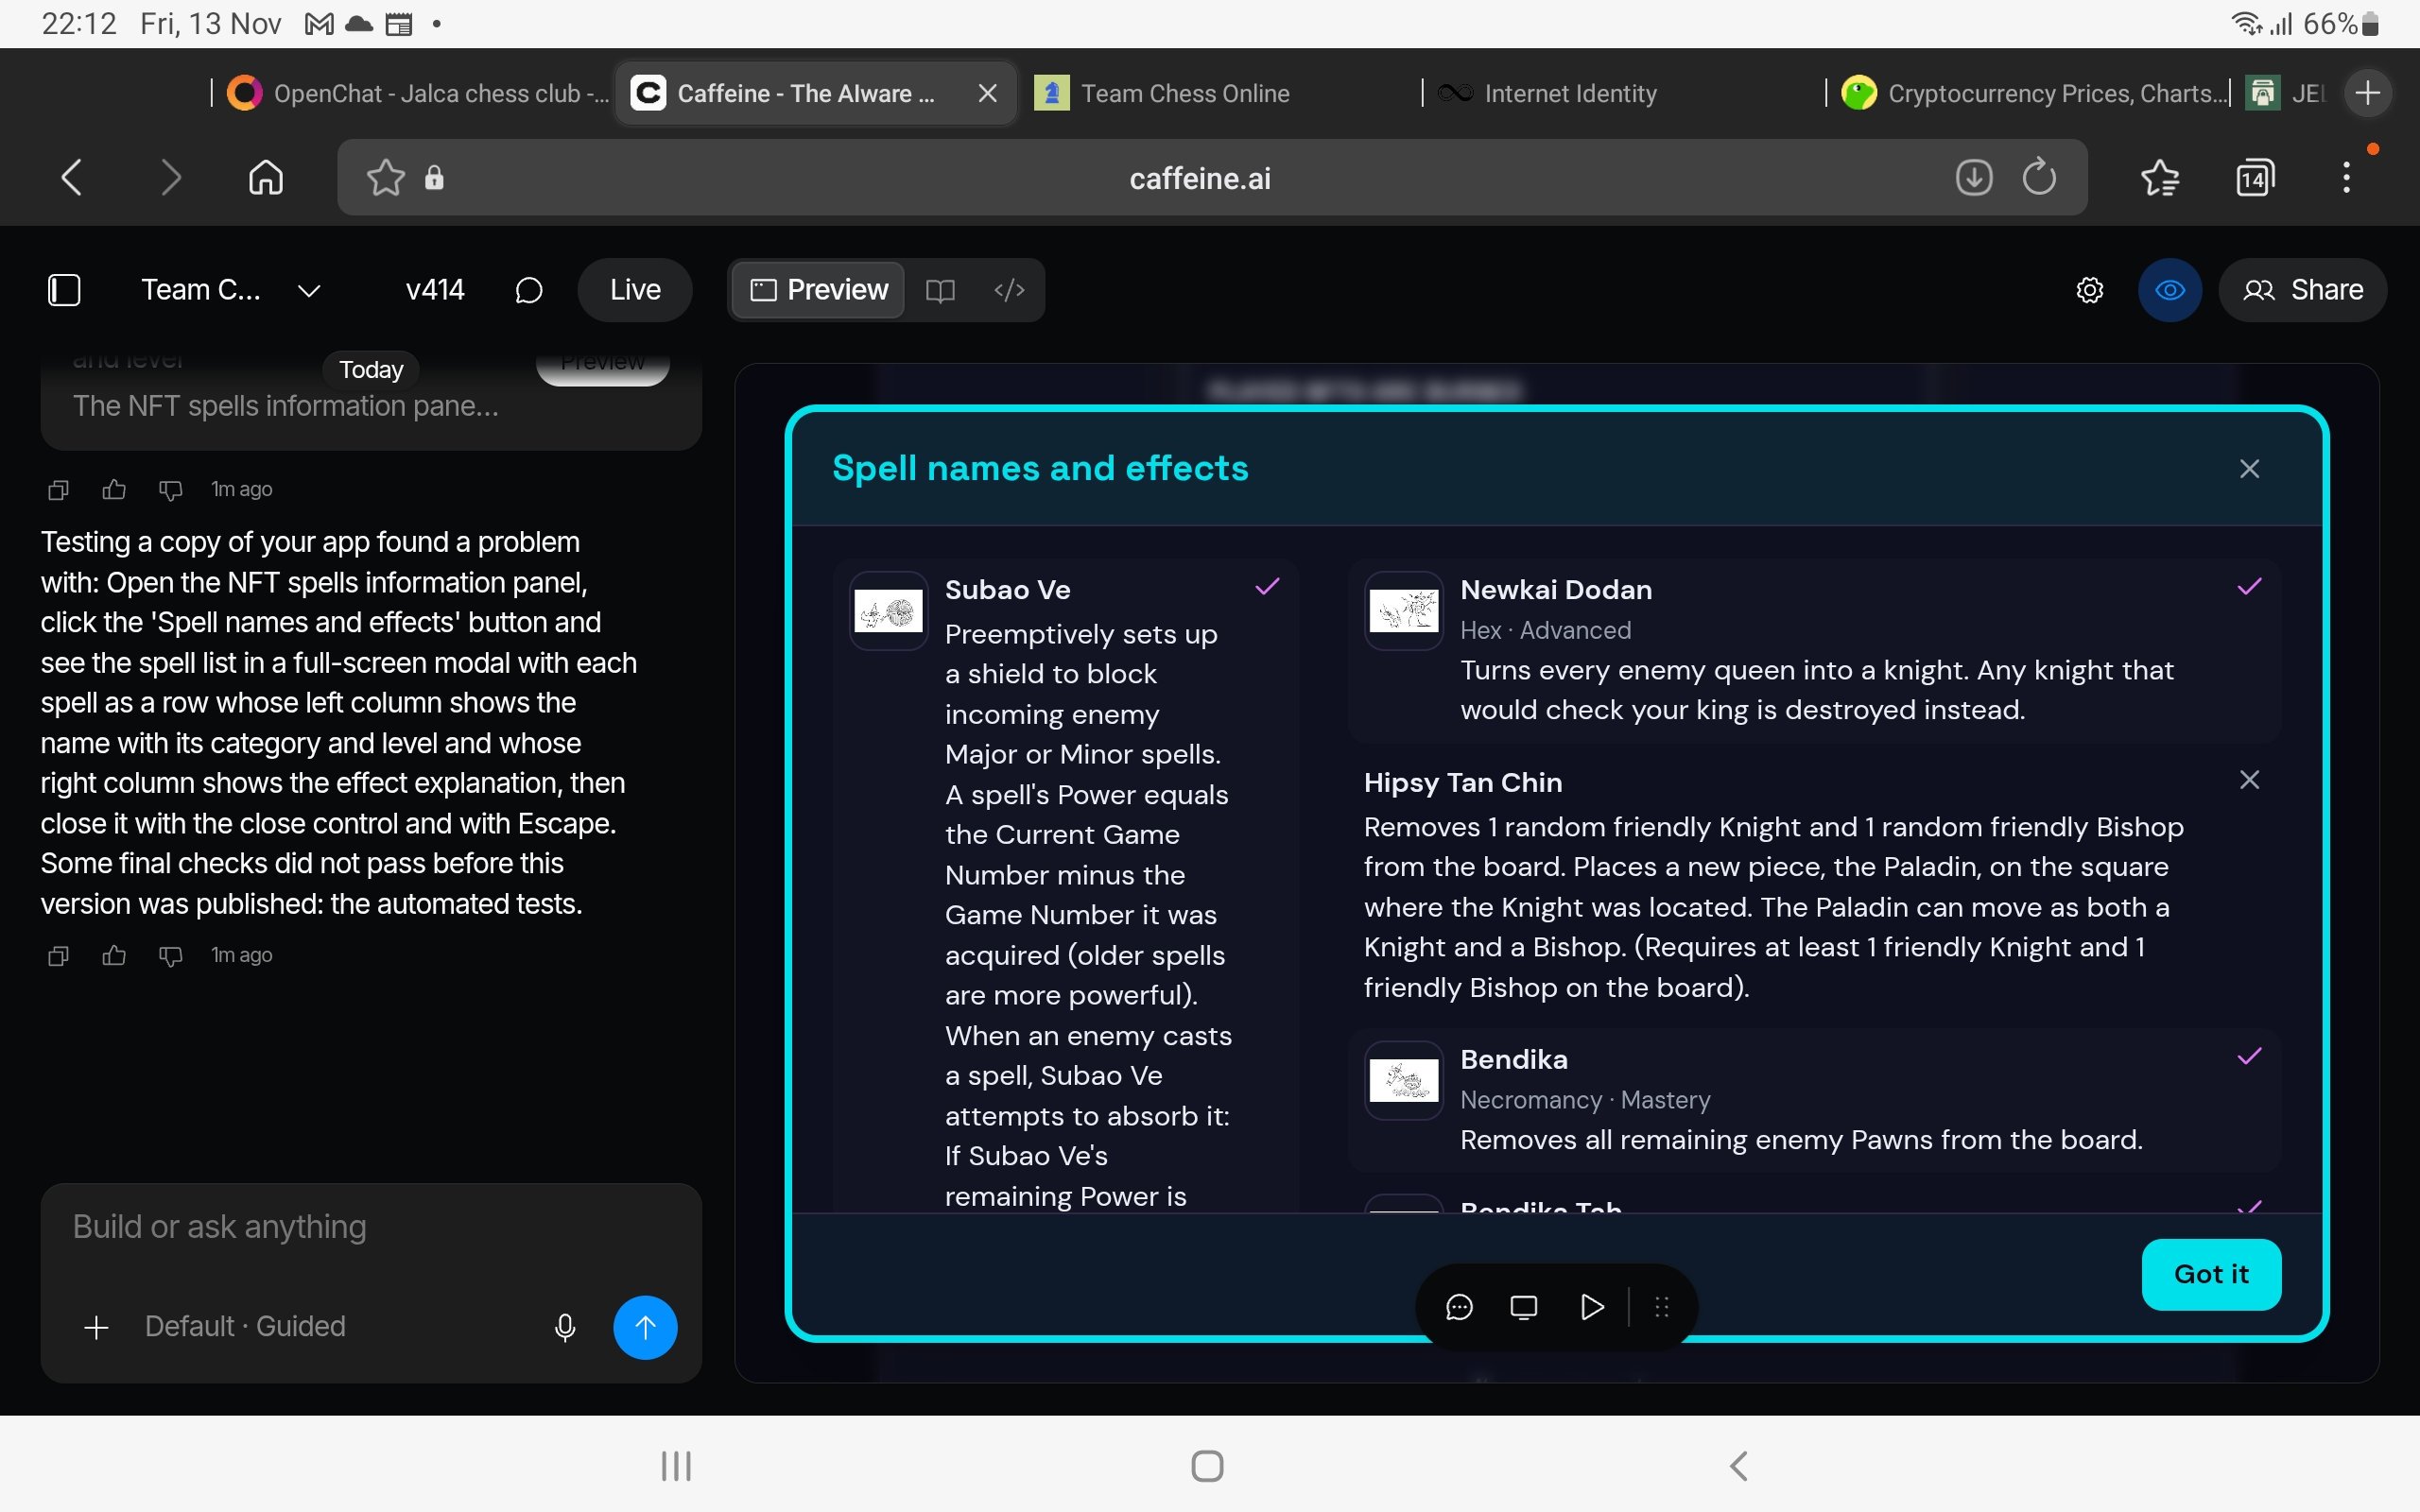 22:12 Fri, 13 Nov
66%
OpenChat - Jalca chess club -...
Caffeine - The AIware ...
Team Chess Online
Internet Identity
Cryptocurrency Prices, Charts...
JEL
caffeine.ai
14
Team C...
v414
Live
Preview
Share
and level
Today
Preview
The NFT spells information pane...
1m ago
Testing a copy of your app found a problem
with: Open the NFT spells information panel,
click the 'Spell names and effects' button and
see the spell list in a full-screen modal with each
spell as a row whose left column shows the
name with its category and level and whose
right column shows the effect explanation, then
close it with the close control and with Escape.
Some final checks did not pass before this
version was published: the automated tests.
1m ago
Build or ask anything
Default · Guided
Spell names and effects
Subao Ve
Preemptively sets up
a shield to block
incoming enemy
Major or Minor spells.
A spell's Power equals
the Current Game
Number minus the
Game Number it was
acquired (older spells
are more powerful).
When an enemy casts
a spell, Subao Ve
attempts to absorb it:
If Subao Ve's
remaining Power is
Newkai Dodan
Hex · Advanced
Turns every enemy queen into a knight. Any knight that
would check your king is destroyed instead.
Hipsy Tan Chin
Removes 1 random friendly Knight and 1 random friendly Bishop
from the board. Places a new piece, the Paladin, on the square
where the Knight was located. The Paladin can move as both a
Knight and a Bishop. (Requires at least 1 friendly Knight and 1
friendly Bishop on the board).
Bendika
Necromancy · Mastery
Removes all remaining enemy Pawns from the board.
Bendika Tah
Got it